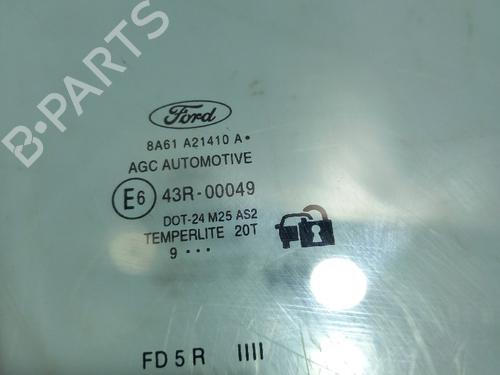 Ford
8A61 A21410 A•
AGC AUTOMOTIVE
E6 43R-00049
DOT-24 M25 AS2
TEMPERLITE 20T
9 •••
FD 5 R IIII
B-PARTS